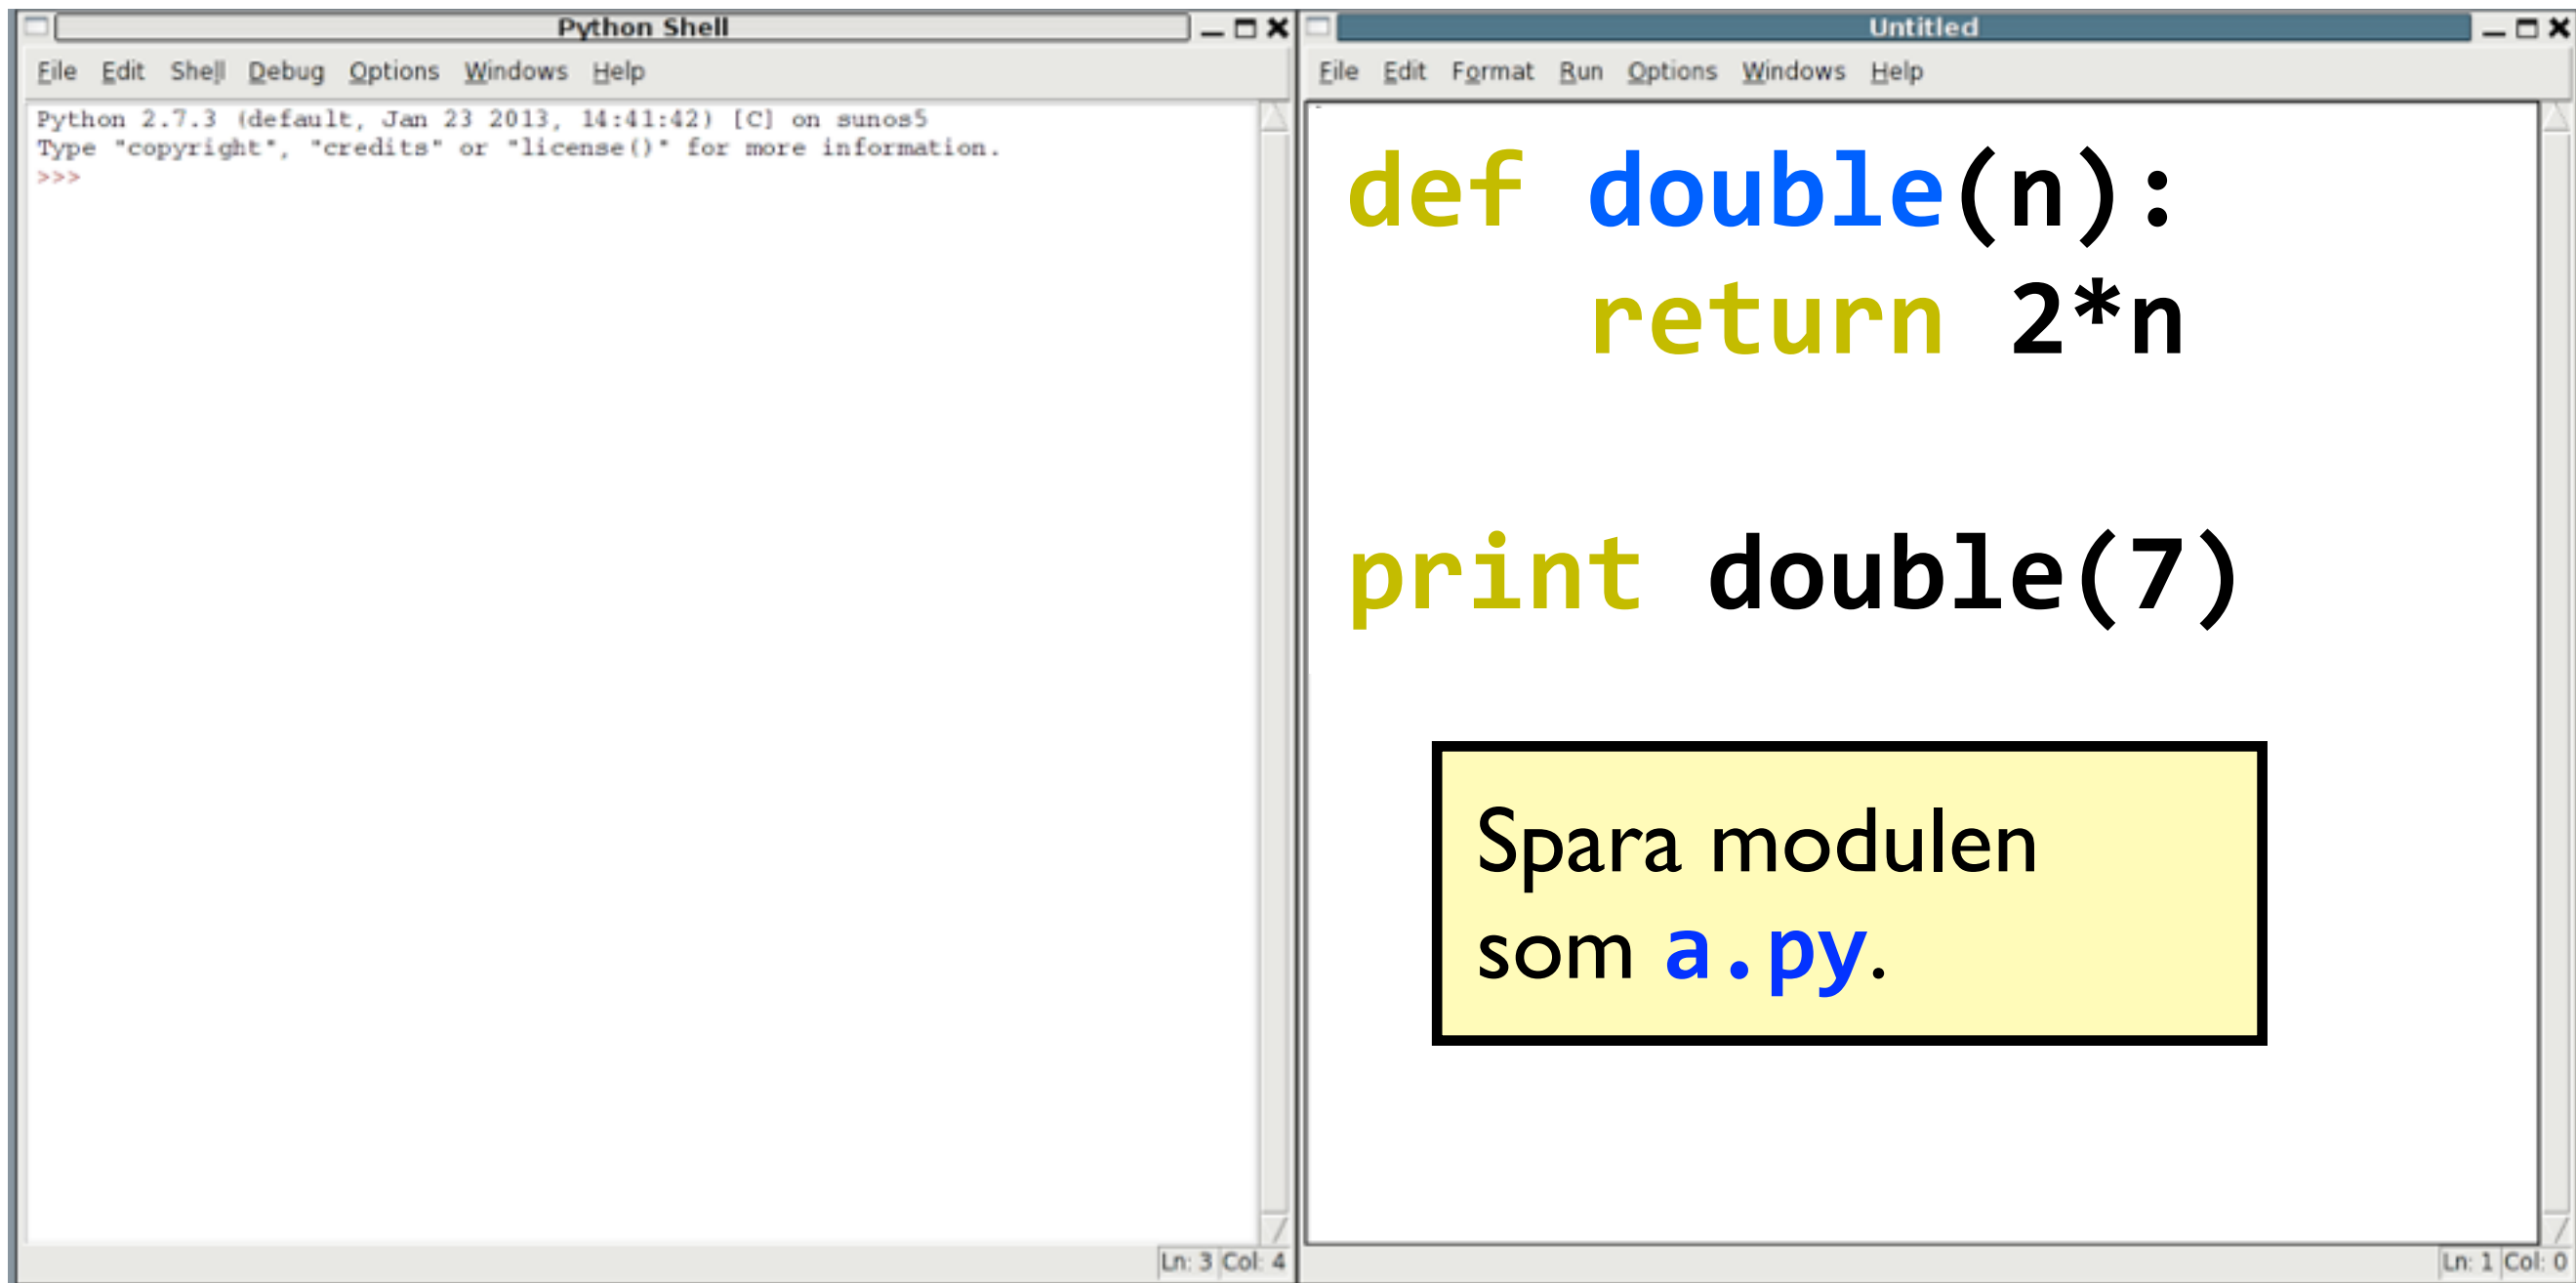 Python Shell
File Edit Shell Debug Options Windows Help
Python 2.7.3 (default, Jan 23 2013, 14:41:42) [C] on sunos5
Type "copyright", "credits" or "license()" for more information.
>>>
Ln: 3 Col: 4
Untitled
File Edit Format Run Options Windows Help
def double(n):
    return 2*n
print double(7)
Spara modulen
som a.py.
Ln: 1 Col: 0